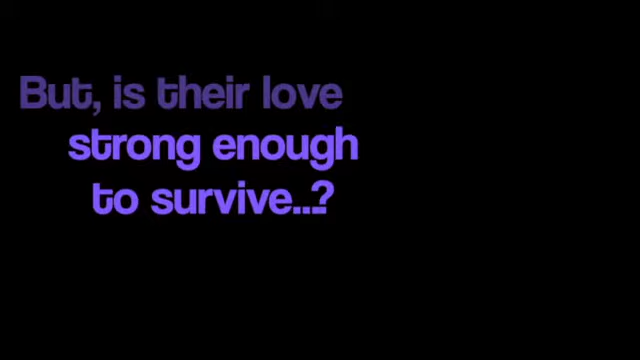 But, is their love
strong enough
to survive...?